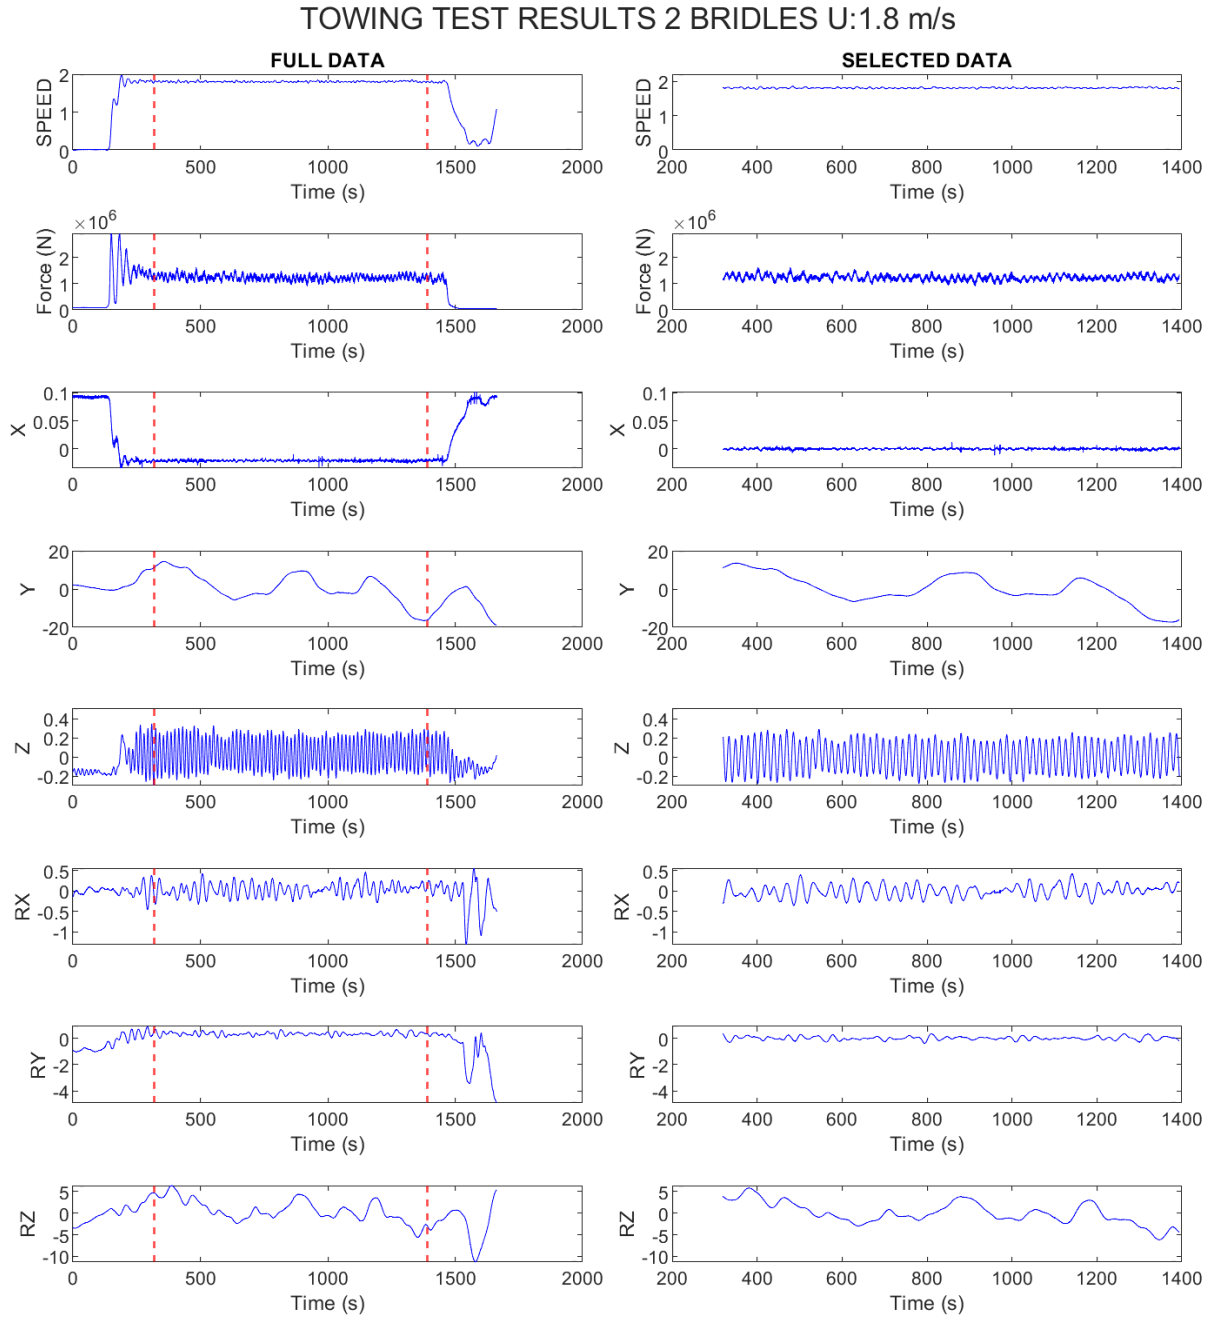 TOWING TEST RESULTS 2 BRIDLES U:1.8 m/s
FULL DATA
SELECTED DATA
SPEED
2
1
0
0 500 1000 1500 2000
Time (s)
SPEED
2
1
0
200 400 600 800 1000 1200 1400
Time (s)
×10^6
Force (N)
2
1
0
0 500 1000 1500 2000
Time (s)
×10^6
Force (N)
2
1
0
200 400 600 800 1000 1200 1400
Time (s)
X
0.1
0.05
0
0 500 1000 1500 2000
Time (s)
X
0.1
0.05
0
200 400 600 800 1000 1200 1400
Time (s)
Y
20
0
-20
0 500 1000 1500 2000
Time (s)
Y
20
0
-20
200 400 600 800 1000 1200 1400
Time (s)
Z
0.4
0.2
0
-0.2
0 500 1000 1500 2000
Time (s)
Z
0.4
0.2
0
-0.2
200 400 600 800 1000 1200 1400
Time (s)
RX
0.5
0
-0.5
-1
0 500 1000 1500 2000
Time (s)
RX
0.5
0
-0.5
-1
200 400 600 800 1000 1200 1400
Time (s)
RY
0
-2
-4
0 500 1000 1500 2000
Time (s)
RY
0
-2
-4
200 400 600 800 1000 1200 1400
Time (s)
RZ
5
0
-5
-10
0 500 1000 1500 2000
Time (s)
RZ
5
0
-5
-10
200 400 600 800 1000 1200 1400
Time (s)